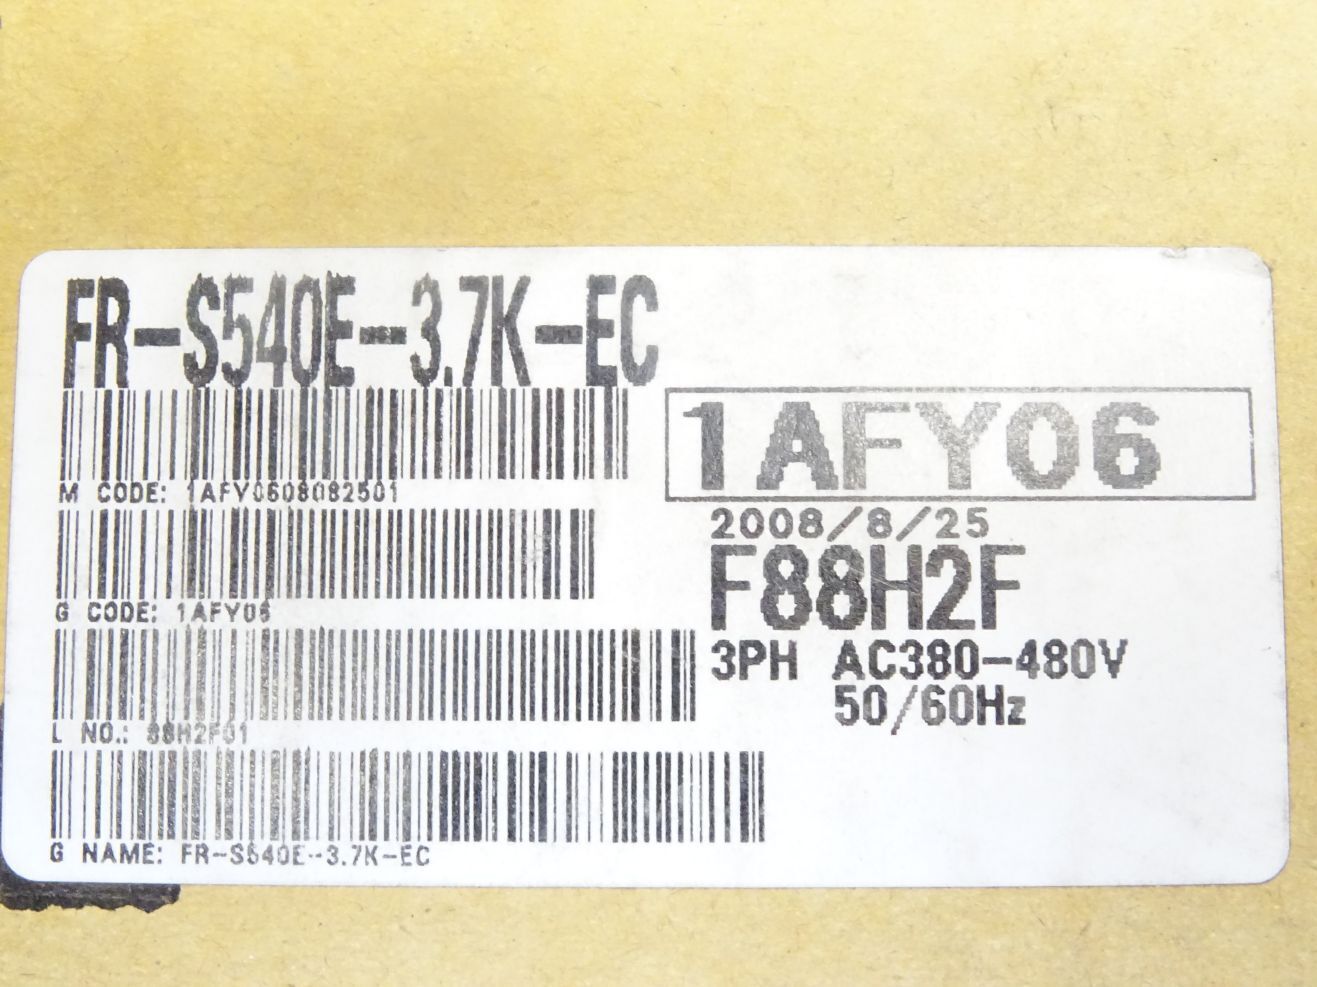 FR-S540E-3.7K-EC
1AFY06
M CODE: 1AFY0608082501
2008/8/25
F88H2F
G CODE: 1AFY06
3PH AC380-480V
50/60Hz
L NO.: 88H2F01
G NAME: FR-S540E-3.7K-EC